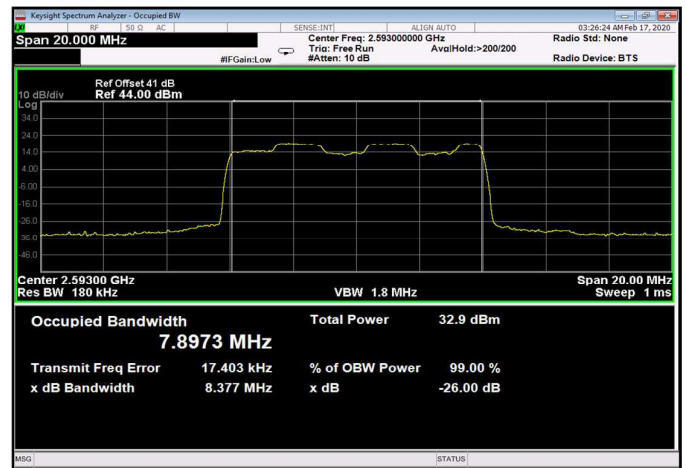 Keysight Spectrum Analyzer - Occupied BW
LXI RF 50 Ω AC SENSE:INT ALIGN AUTO 03:26:24 AM Feb 17, 2020
Span 20.000 MHz Center Freq: 2.593000000 GHz Radio Std: None
Trig: Free Run Avg|Hold:>200/200
#IFGain:Low #Atten: 10 dB Radio Device: BTS
Ref Offset 41 dB
10 dB/div Ref 44.00 dBm
Log
34.0
24.0
14.0
4.00
-6.00
-16.0
-26.0
-36.0
-46.0
Center 2.59300 GHz Span 20.00 MHz
Res BW 180 kHz VBW 1.8 MHz Sweep 1 ms
Occupied Bandwidth Total Power 32.9 dBm
7.8973 MHz
Transmit Freq Error 17.403 kHz % of OBW Power 99.00 %
x dB Bandwidth 8.377 MHz x dB -26.00 dB
MSG STATUS